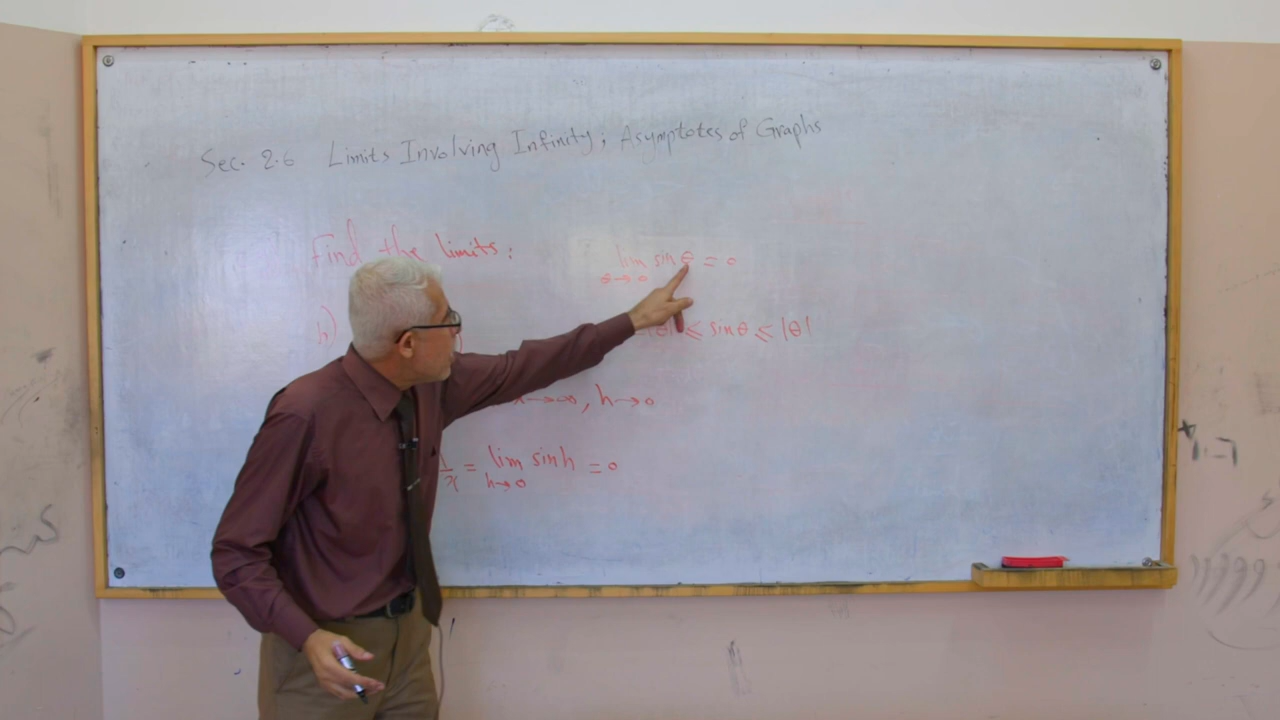 Sec. 2.6 Limits Involving Infinity; Asymptotes of Graphs
Find the limits:
lim sin θ = 0
θ→0
h)
|θ| ≤ sin θ ≤ |θ|
x→∞, h→0
1/x = lim sin h = 0
h→0